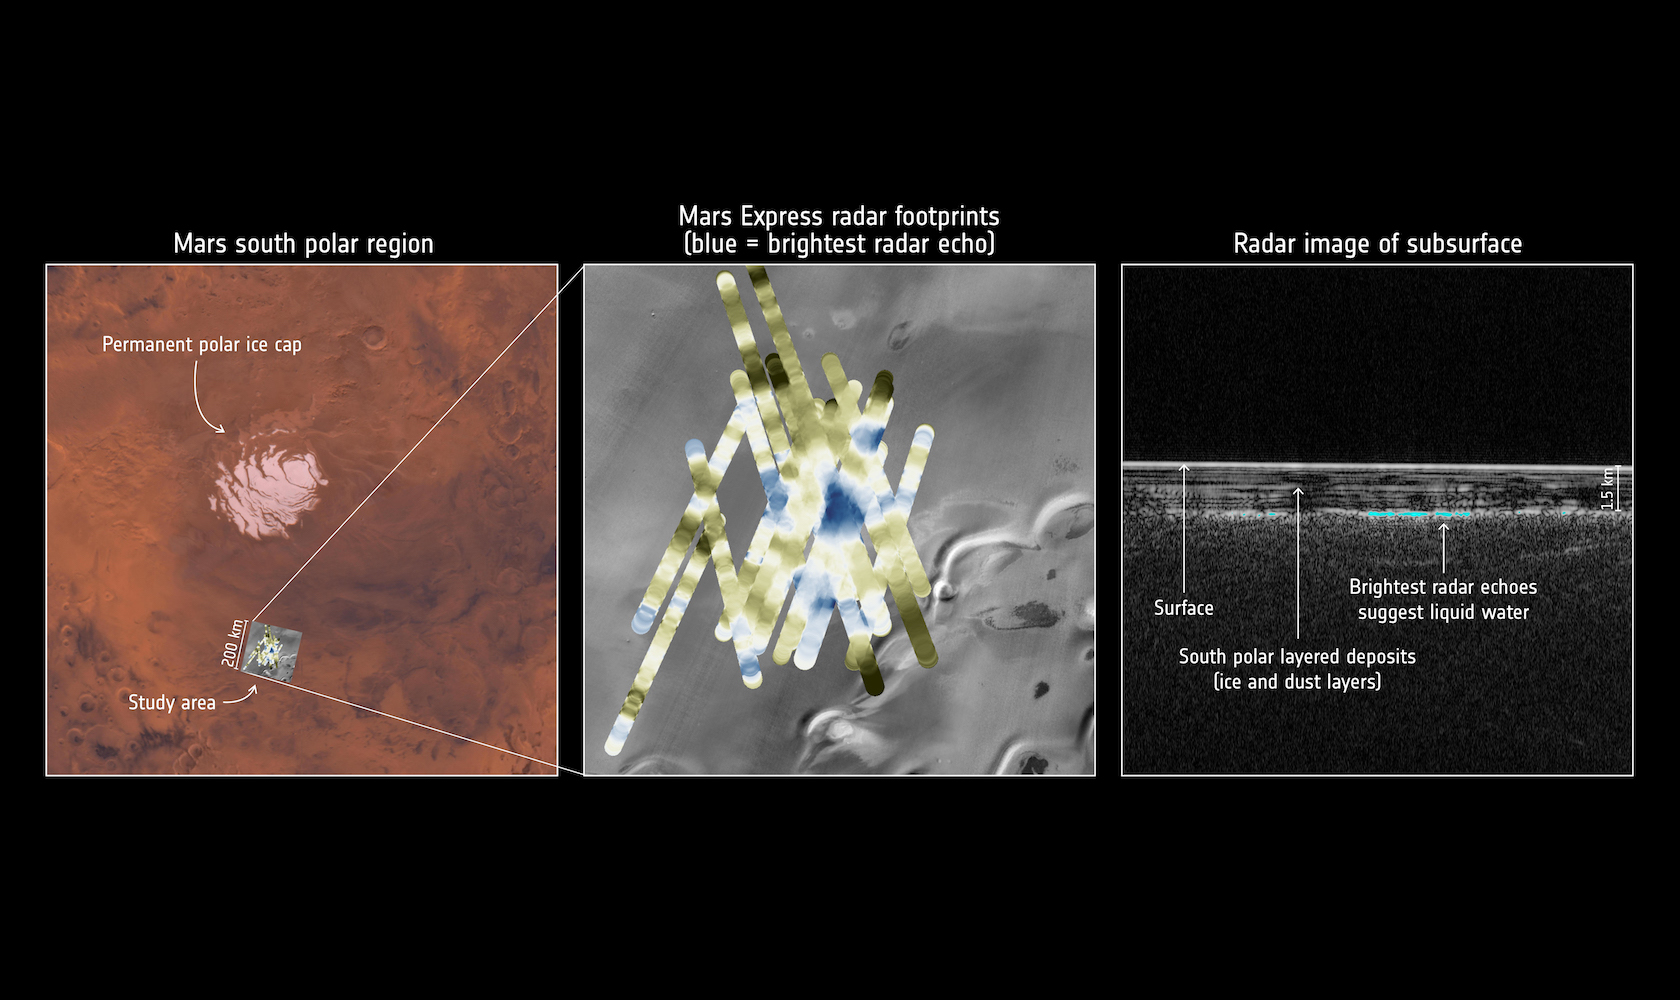 Mars south polar region
Permanent polar ice cap
200 km
Study area
Mars Express radar footprints
(blue = brightest radar echo)
Radar image of subsurface
1.5 km
Surface
South polar layered deposits
(ice and dust layers)
Brightest radar echoes
suggest liquid water